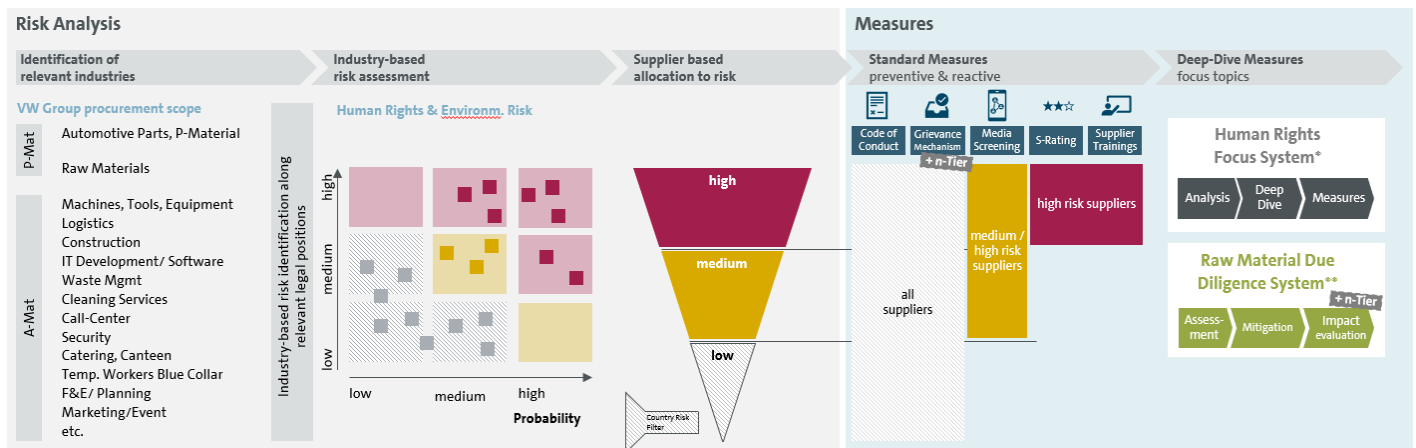 Risk Analysis
Measures
Identification of
relevant industries
Industry-based
risk assessment
Supplier based
allocation to risk
Standard Measures
preventive & reactive
Deep-Dive Measures
focus topics
VW Group procurement scope
P-Mat
Automotive Parts, P-Material
Raw Materials
A-Mat
Machines, Tools, Equipment
Logistics
Construction
IT Development/ Software
Waste Mgmt
Cleaning Services
Call-Center
Security
Catering, Canteen
Temp. Workers Blue Collar
F&E/ Planning
Marketing/Event
etc.
Industry-based risk identification along
relevant legal positions
Human Rights & Environm. Risk
high
medium
low
low
medium
high
Probability
high
medium
low
Country Risk
Filter
Code of
Conduct
Grievance
Mechanism
+ n-Tier
Media
Screening
S-Rating
Supplier
Trainings
all
suppliers
medium /
high risk
suppliers
high risk suppliers
Human Rights
Focus System*
Analysis
Deep
Dive
Measures
Raw Material Due
Diligence System**
+ n-Tier
Assess-
ment
Mitigation
Impact
evaluation